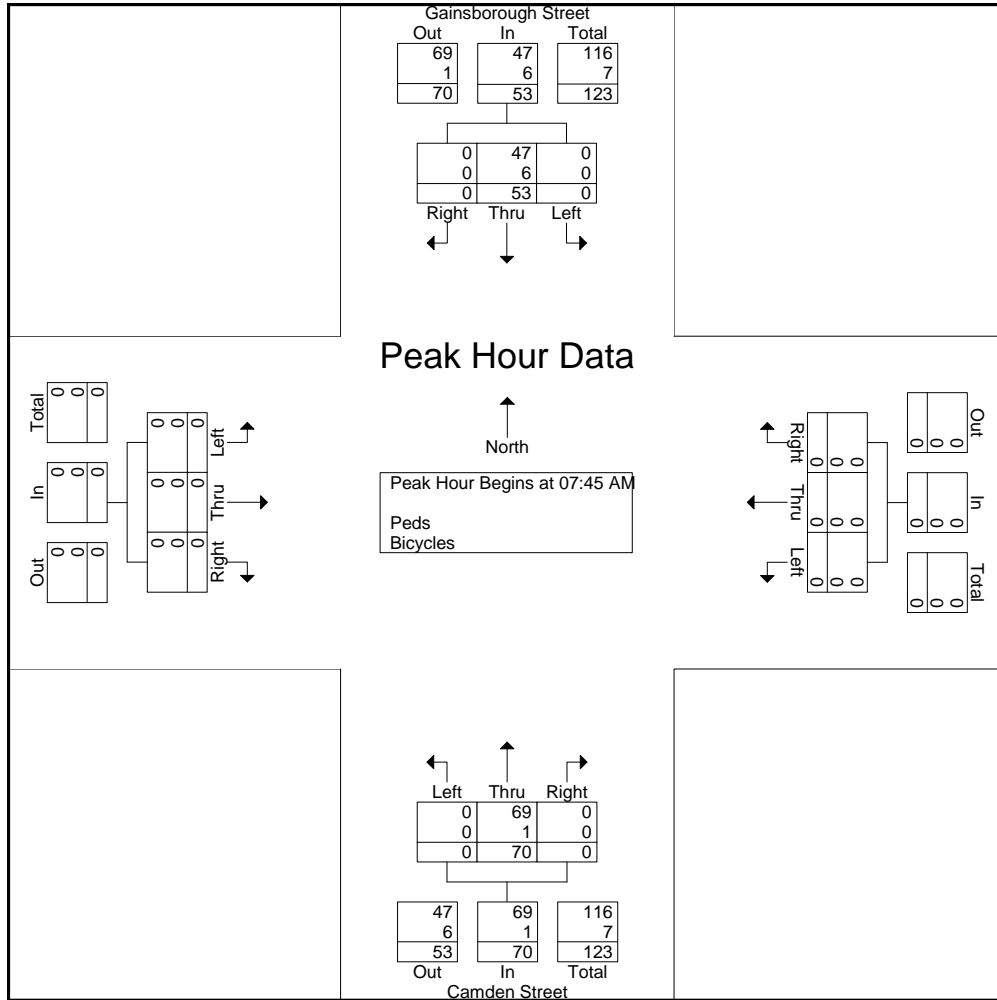 Gainsborough Street
Out In Total
69 47 116
1 6 7
70 53 123
0 47 0
0 6 0
0 53 0
Right Thru Left
Peak Hour Data
North
Peak Hour Begins at 07:45 AM
Peds
Bicycles
Total
0 0 0
In
0 0 0
Out
0 0 0
0 0 0
Left
0 0 0
Thru
0 0 0
Right
Right
0 0 0
Thru
0 0 0
Left
0 0 0
Out
0 0 0
In
0 0 0
Total
0 0 0
Left Thru Right
0 69 0
0 1 0
0 70 0
47 69 116
6 1 7
53 70 123
Out In Total
Camden Street